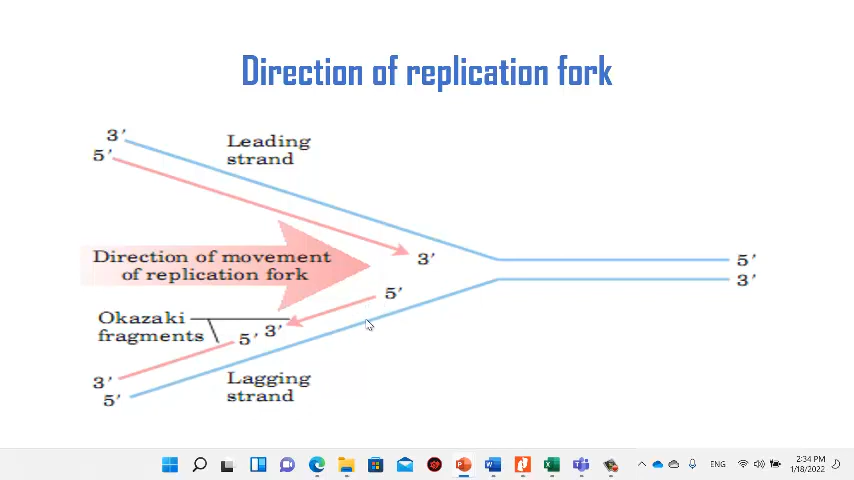 Direction of replication fork
3′
5′
Leading
strand
Direction of movement
of replication fork
3′
5′
3′
5′
Okazaki
fragments
5′ 3′
3′
5′
Lagging
strand
ENG
2:34 PM
1/18/2022